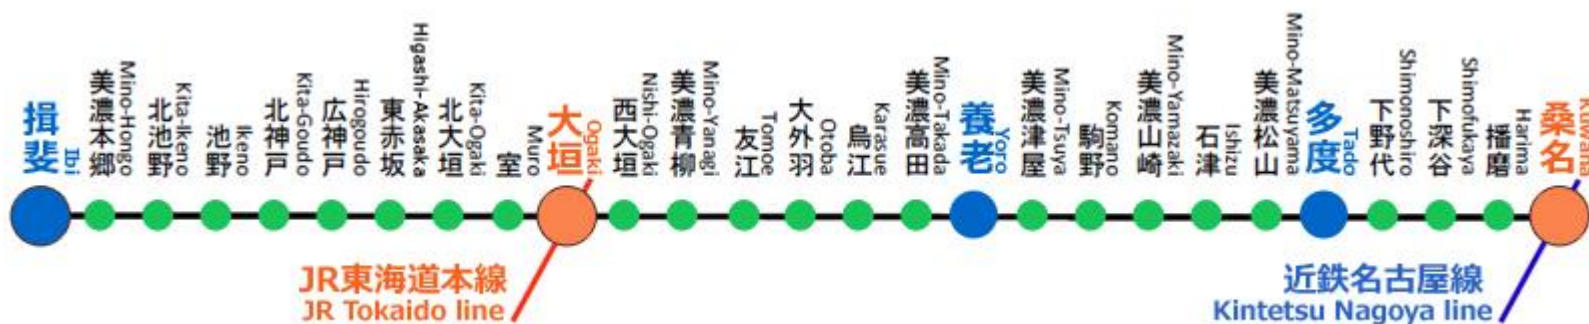 揖斐
Ibi
美濃本郷
Mino-Hongo
北池野
Kita-Ikeno
池野
Ikeno
北神戸
Kita-Goudo
広神戸
Hirogoudo
東赤坂
Higashi-Akasaka
北大垣
Kita-Ogaki
室
Muro
大垣
Ogaki
西大垣
Nishi-Ogaki
美濃青柳
Mino-Yanagi
友江
Tomoe
大外羽
Otoba
烏江
Karasue
美濃高田
Mino-Takada
養老
Yoro
美濃津屋
Mino-Tsuya
駒野
Komano
美濃山崎
Mino-Yamazaki
石津
Ishizu
美濃松山
Mino-Matsuyama
多度
Tado
下野代
Shimonoshiro
下深谷
Shimofukaya
播磨
Harima
桑名
Kuwana
JR東海道本線
JR Tokaido line
近鉄名古屋線
Kintetsu Nagoya line